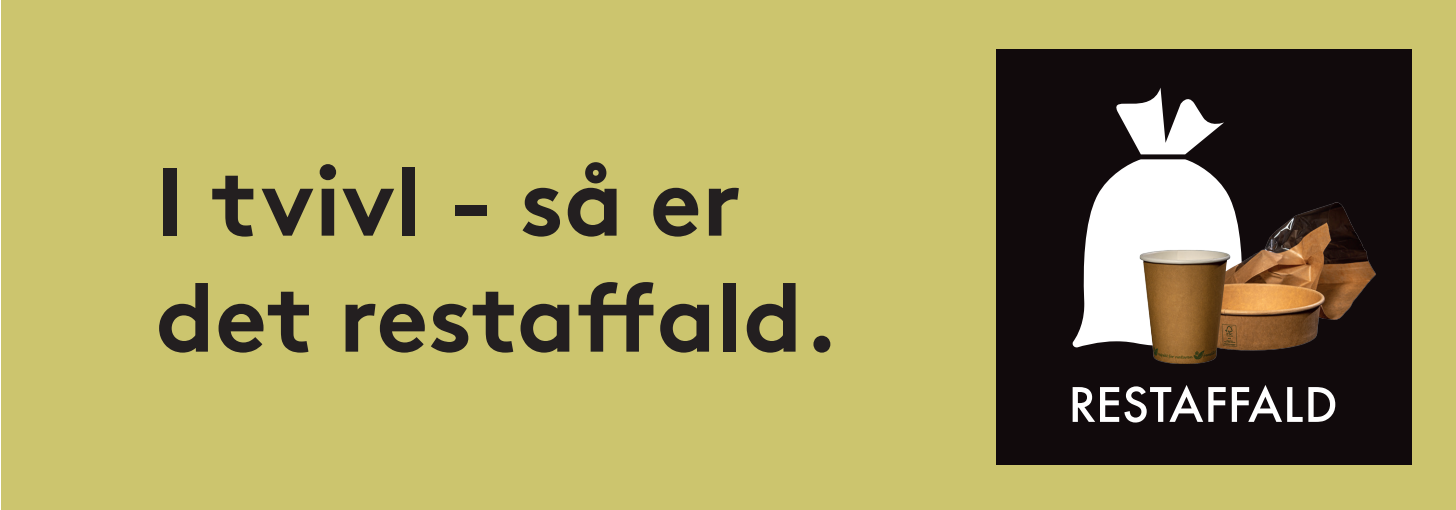 I tvivl - så er
det restaffald.
RESTAFFALD